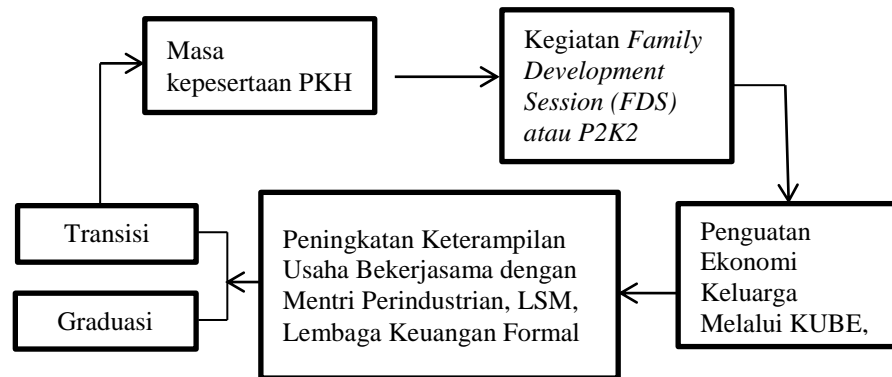 Masa
kepesertaan PKH
Kegiatan Family
Development
Session (FDS)
atau P2K2
Penguatan
Ekonomi
Keluarga
Melalui KUBE,
Peningkatan Keterampilan
Usaha Bekerjasama dengan
Mentri Perindustrian, LSM,
Lembaga Keuangan Formal
Transisi
Graduasi